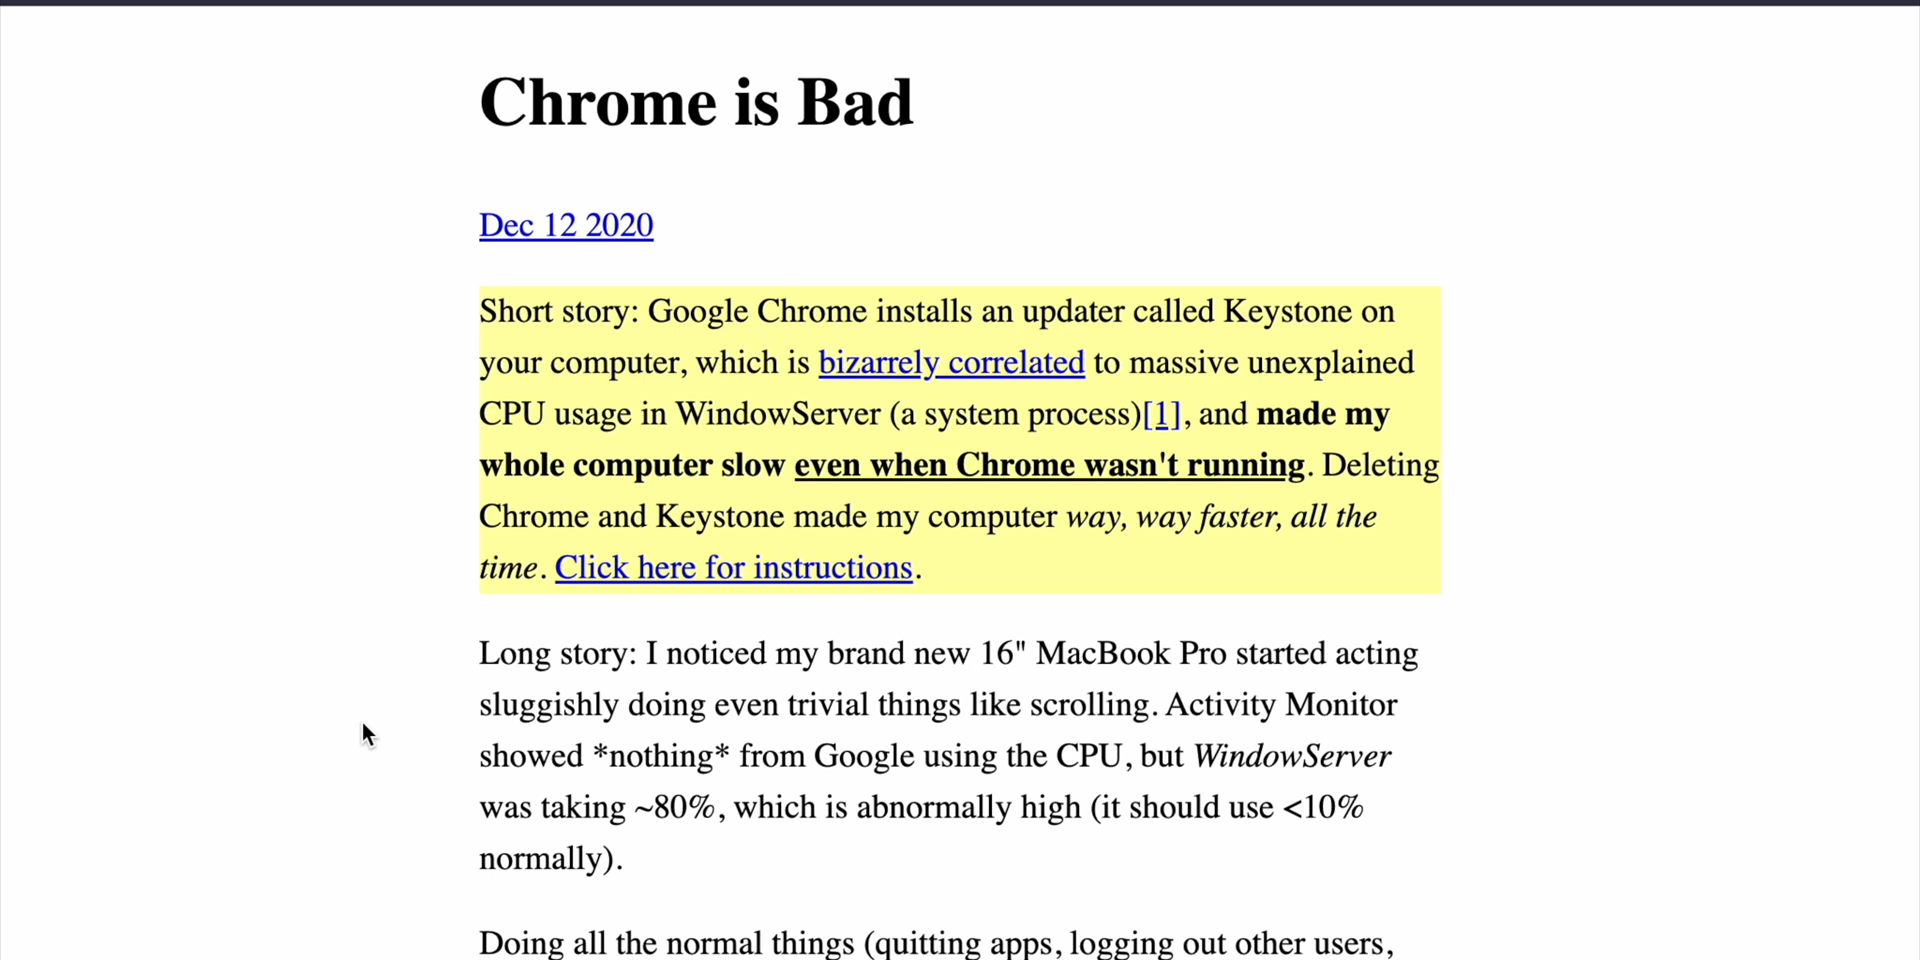 Chrome is Bad
Dec 12 2020
Short story: Google Chrome installs an updater called Keystone on
your computer, which is bizarrely correlated to massive unexplained
CPU usage in WindowServer (a system process)[1], and made my
whole computer slow even when Chrome wasn't running. Deleting
Chrome and Keystone made my computer way, way faster, all the
time. Click here for instructions.
Long story: I noticed my brand new 16" MacBook Pro started acting
sluggishly doing even trivial things like scrolling. Activity Monitor
showed *nothing* from Google using the CPU, but WindowServer
was taking ~80%, which is abnormally high (it should use <10%
normally).
Doing all the normal things (quitting apps, logging out other users,